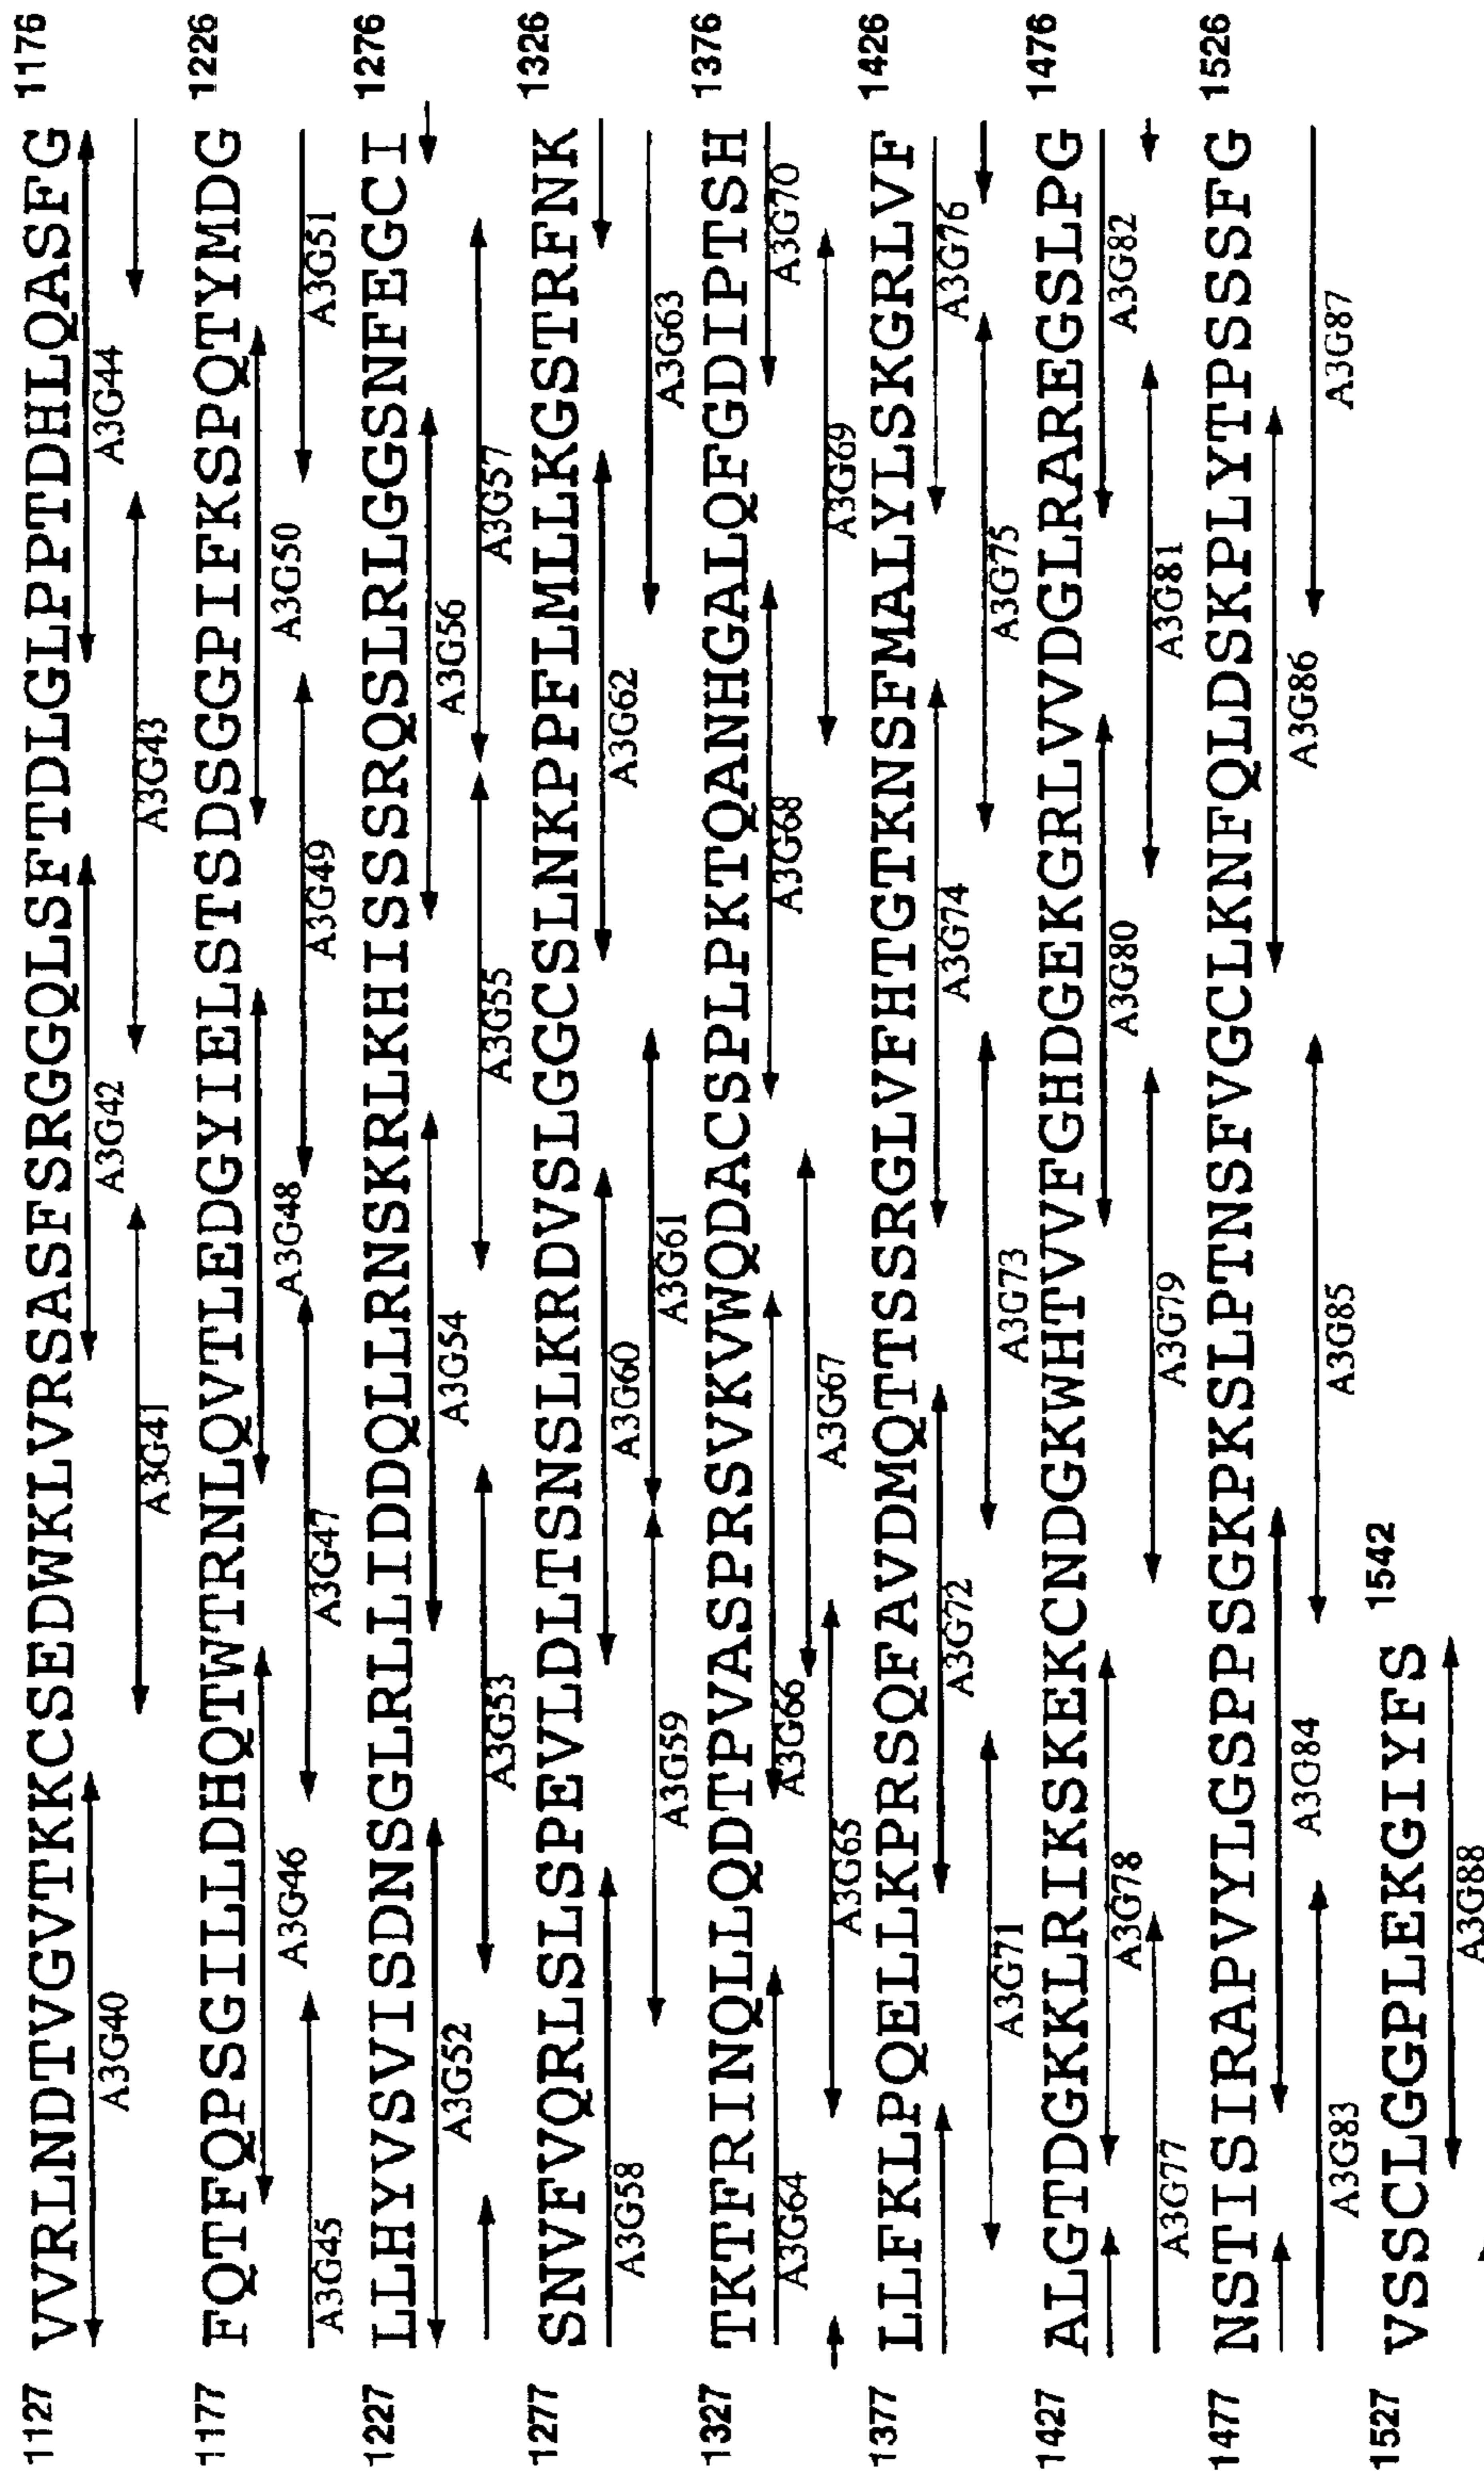 1127 VVRLNDTVGVTKKCSEDWKLVRSASFSRGGQLSFTDLGLPPTDHLQASFG 1176
A3G40 A3G42 A3G44
A3G41 A3G43
1177 FQTFQPSGILLDHQTWTRNLQVTLEDGYIELSTSDSGGPIFKSPQTYMDG 1226
A3G46 A3G48 A3G50
A3G45 A3G47 A3G49 A3G51
1227 LLHYVSVISDNSGLRLLIDDQLLRNSKRLKHISSSRQSLRLGGSNFEGCI 1276
A3G52 A3G54 A3G56
A3G53 A3G55 A3G57
1277 SNVFVQRLSLSPEVLDLTSNSLKRDVSLGGCSLNKPPFLMLLKGSTRFNK 1326
A3G58 A3G60 A3G62
A3G59 A3G61 A3G63
1327 TKTFRINQLLQDTPVASPRSVKVWQDACSPLPKTQANHGALQFGDIPTSH 1376
A3G64 A3G66 A3G68 A3G70
A3G65 A3G67 A3G69
1377 LLFKLPQELLKPRSQFAVDMQTTSSRGLVFHTGTKNSFMALYLSKGRLVF 1426
A3G72 A3G74 A3G76
A3G71 A3G73 A3G75
1427 ALGTDGKKLRIKSKEKCNDGKWHTVVFGHDGEKGRLVVDGLRAREGSLPG 1476
A3G78 A3G80 A3G82
A3G77 A3G79 A3G81
1477 NSTISIRAPVYLGSPPSGKPKSLPTNSFVGCLKNFQLDSKPLYTPSSSFG 1526
A3G84 A3G86
A3G83 A3G85 A3G87
1527 VSSCLGGPLEKGIYFS 1542
A3G88